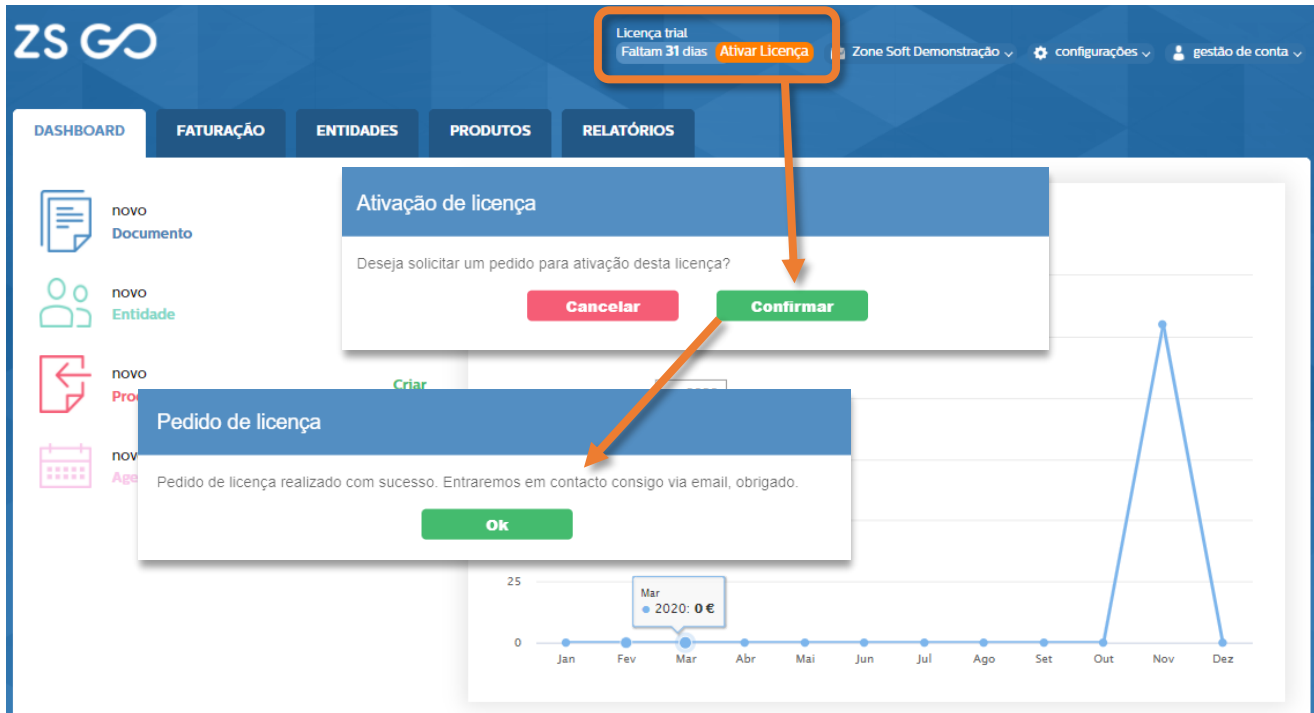 ZS GO
Licença trial
Faltam 31 dias Ativar Licença
Zone Soft Demonstração
configurações
gestão de conta
DASHBOARD
FATURAÇÃO
ENTIDADES
PRODUTOS
RELATÓRIOS
novo
Documento
novo
Entidade
novo
Criar
Ativação de licença
Deseja solicitar um pedido para ativação desta licença?
Cancelar
Confirmar
Pedido de licença
Pedido de licença realizado com sucesso. Entraremos em contacto consigo via email, obrigado.
Ok
25
Mar
2020: 0 €
0
Jan
Fev
Mar
Abr
Mai
Jun
Jul
Ago
Set
Out
Nov
Dez